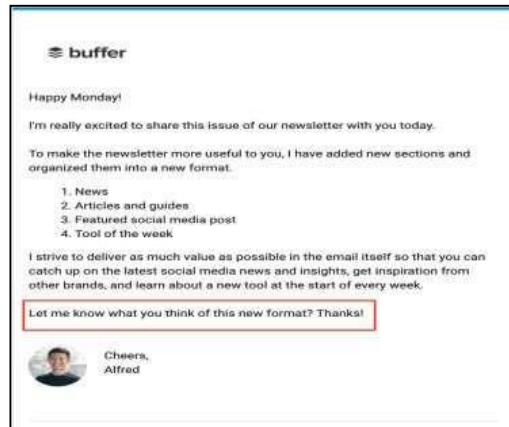 buffer
Happy Monday!
I'm really excited to share this issue of our newsletter with you today.
To make the newsletter more useful to you, I have added new sections and
organized them into a new format.
1. News
2. Articles and guides
3. Featured social media post
4. Tool of the week
I strive to deliver as much value as possible in the email itself so that you can
catch up on the latest social media news and insights, get inspiration from
other brands, and learn about a new tool at the start of every week.
Let me know what you think of this new format? Thanks!
Cheers,
Alfred